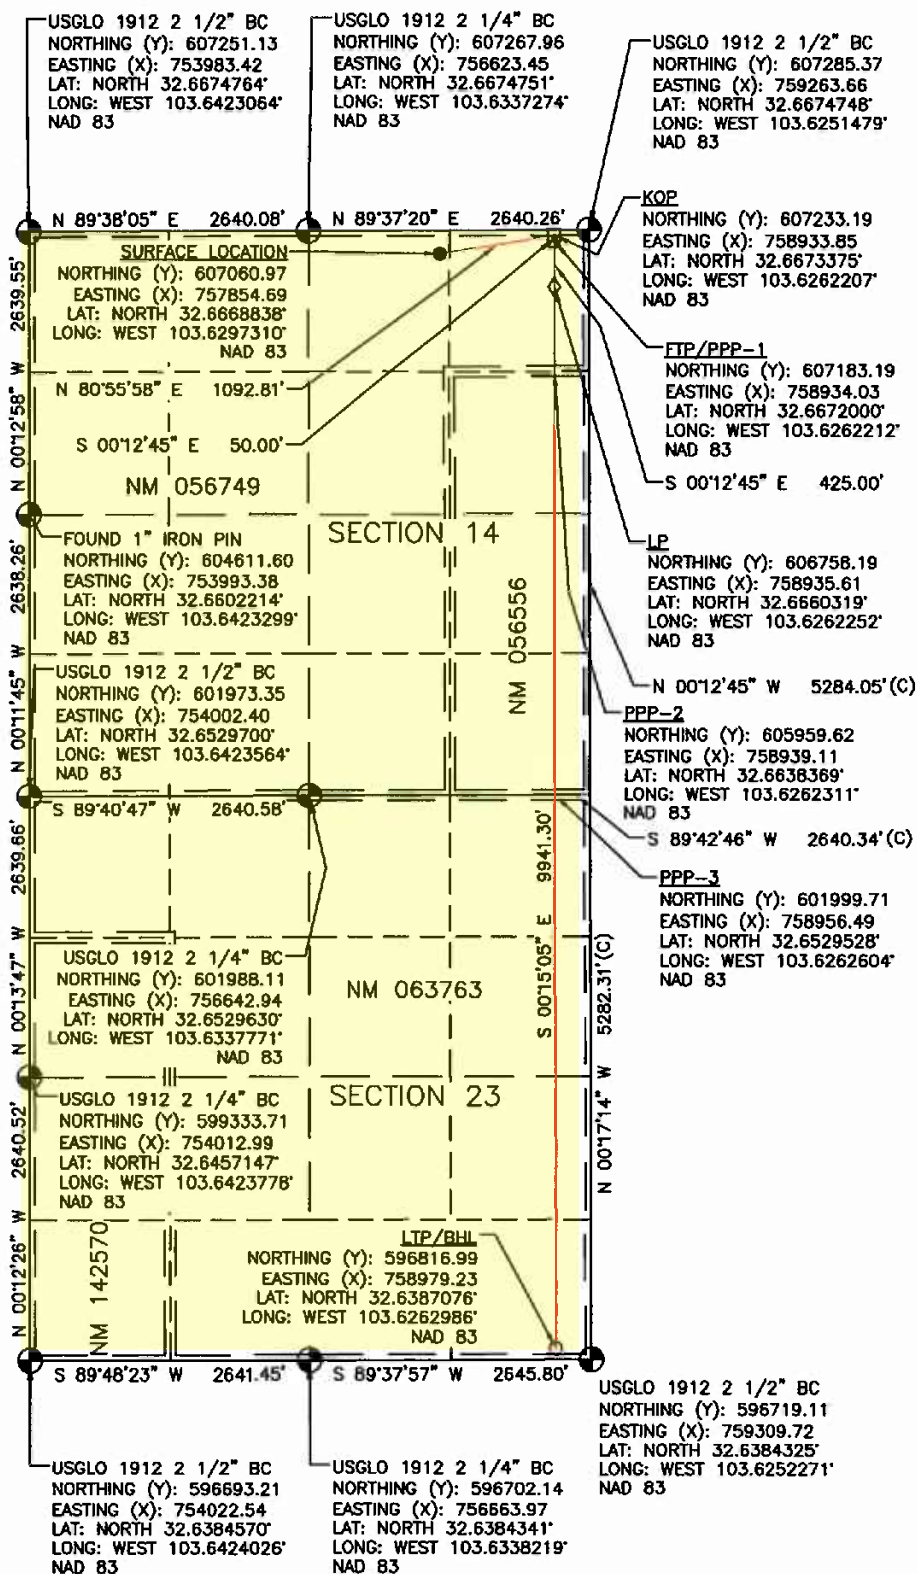 USGLO 1912 2 1/2" BC
NORTHING (Y): 607251.13
EASTING (X): 753983.42
LAT: NORTH 32.6674764°
LONG: WEST 103.6423064°
NAD 83
USGLO 1912 2 1/4" BC
NORTHING (Y): 607267.96
EASTING (X): 756623.45
LAT: NORTH 32.6674751°
LONG: WEST 103.6337274°
NAD 83
USGLO 1912 2 1/2" BC
NORTHING (Y): 607285.37
EASTING (X): 759263.66
LAT: NORTH 32.6674748°
LONG: WEST 103.6251479°
NAD 83
N 89°38'05" E 2640.08'
N 89°37'20" E 2640.26'
KOP
NORTHING (Y): 607233.19
EASTING (X): 758933.85
LAT: NORTH 32.6673375°
LONG: WEST 103.6262207°
NAD 83
SURFACE LOCATION
NORTHING (Y): 607060.97
EASTING (X): 757854.69
LAT: NORTH 32.6668838°
LONG: WEST 103.6297310°
NAD 83
N 00°12'58" W 2639.55'
FTP/PPP-1
NORTHING (Y): 607183.19
EASTING (X): 758934.03
LAT: NORTH 32.6672000°
LONG: WEST 103.6262212°
NAD 83
N 80°55'58" E 1092.81'
S 00°12'45" E 50.00'
S 00°12'45" E 425.00'
NM 056749
SECTION 14
NM 056556
FOUND 1" IRON PIN
NORTHING (Y): 604611.60
EASTING (X): 753993.38
LAT: NORTH 32.6602214°
LONG: WEST 103.6423299°
NAD 83
LP
NORTHING (Y): 606758.19
EASTING (X): 758935.61
LAT: NORTH 32.6660319°
LONG: WEST 103.6262252°
NAD 83
N 00°11'45" W 2638.26'
USGLO 1912 2 1/2" BC
NORTHING (Y): 601973.35
EASTING (X): 754002.40
LAT: NORTH 32.6529700°
LONG: WEST 103.6423564°
NAD 83
N 00°12'45" W 5284.05'(C)
PPP-2
NORTHING (Y): 605959.62
EASTING (X): 758939.11
LAT: NORTH 32.6638369°
LONG: WEST 103.6262311°
NAD 83
S 89°40'47" W 2640.58'
S 89°42'46" W 2640.34'(C)
PPP-3
NORTHING (Y): 601999.71
EASTING (X): 758956.49
LAT: NORTH 32.6529528°
LONG: WEST 103.6262604°
NAD 83
N 00°13'47" W 2639.66'
S 00°15'05" E 9941.30'
USGLO 1912 2 1/4" BC
NORTHING (Y): 601988.11
EASTING (X): 756642.94
LAT: NORTH 32.6529630°
LONG: WEST 103.6337771°
NAD 83
NM 063763
SECTION 23
N 00°17'14" W 5282.31'(C)
USGLO 1912 2 1/4" BC
NORTHING (Y): 599333.71
EASTING (X): 754012.99
LAT: NORTH 32.6457147°
LONG: WEST 103.6423778°
NAD 83
N 00°12'26" W 2640.52'
NM 142570
LTP/BHL
NORTHING (Y): 596816.99
EASTING (X): 758979.23
LAT: NORTH 32.6387076°
LONG: WEST 103.6262986°
NAD 83
S 89°48'23" W 2641.45'
S 89°37'57" W 2645.80'
USGLO 1912 2 1/2" BC
NORTHING (Y): 596719.11
EASTING (X): 759309.72
LAT: NORTH 32.6384325°
LONG: WEST 103.6252271°
NAD 83
USGLO 1912 2 1/2" BC
NORTHING (Y): 596693.21
EASTING (X): 754022.54
LAT: NORTH 32.6384570°
LONG: WEST 103.6424026°
NAD 83
USGLO 1912 2 1/4" BC
NORTHING (Y): 596702.14
EASTING (X): 756663.97
LAT: NORTH 32.6384341°
LONG: WEST 103.6338219°
NAD 83